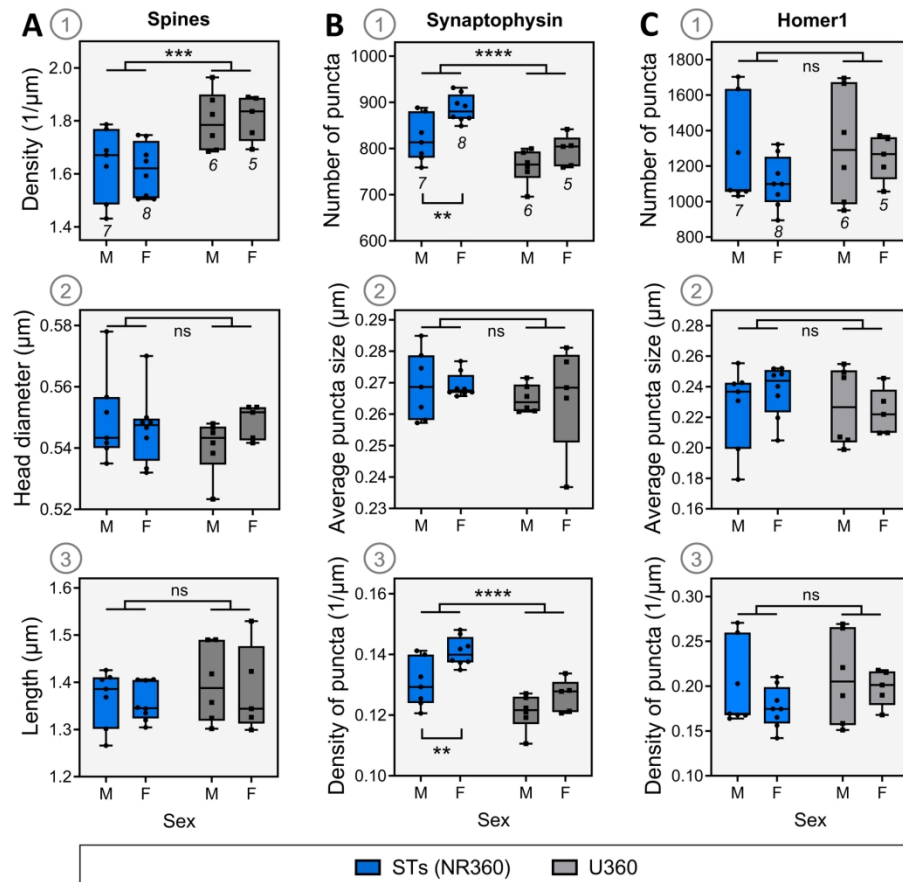 A Spines
B Synaptophysin
C Homer1
1
***
Density (1/µm)
2.0
1.8
1.6
1.4
7
8
6
5
M F M F
1
****
Number of puncta
1000
900
800
700
600
7
8
6
5
**
M F M F
1
ns
Number of puncta
1800
1600
1400
1200
1000
800
7
8
6
5
M F M F
2
ns
Head diameter (µm)
0.58
0.56
0.54
0.52
M F M F
2
ns
Average puncta size (µm)
0.29
0.28
0.27
0.26
0.25
0.24
0.23
M F M F
2
ns
Average puncta size (µm)
0.28
0.26
0.24
0.22
0.20
0.18
0.16
M F M F
3
ns
Length (µm)
1.6
1.5
1.4
1.3
1.2
M F M F
Sex
3
****
Density of puncta (1/µm)
0.16
0.14
0.12
0.10
**
M F M F
Sex
3
ns
Density of puncta (1/µm)
0.30
0.25
0.20
0.15
0.10
M F M F
Sex
STs (NR360) U360